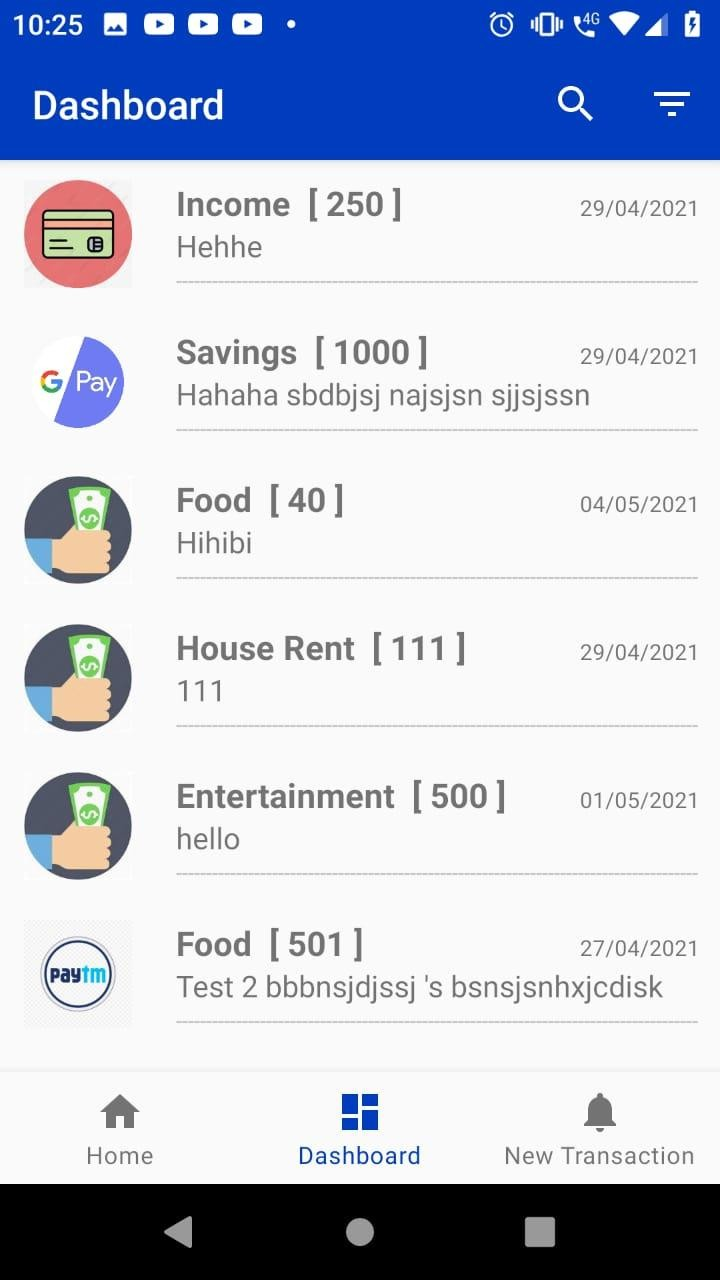 10:25
4G
Dashboard
Income [ 250 ]
29/04/2021
Hehhe
G Pay
Savings [ 1000 ]
29/04/2021
Hahaha sbdbjsj najsjsn sjjsjssn
Food [ 40 ]
04/05/2021
Hihibi
House Rent [ 111 ]
29/04/2021
111
Entertainment [ 500 ]
01/05/2021
hello
paytm
Food [ 501 ]
27/04/2021
Test 2 bbbnsjdjssj 's bsnsjsnhxjcdisk
Home
Dashboard
New Transaction